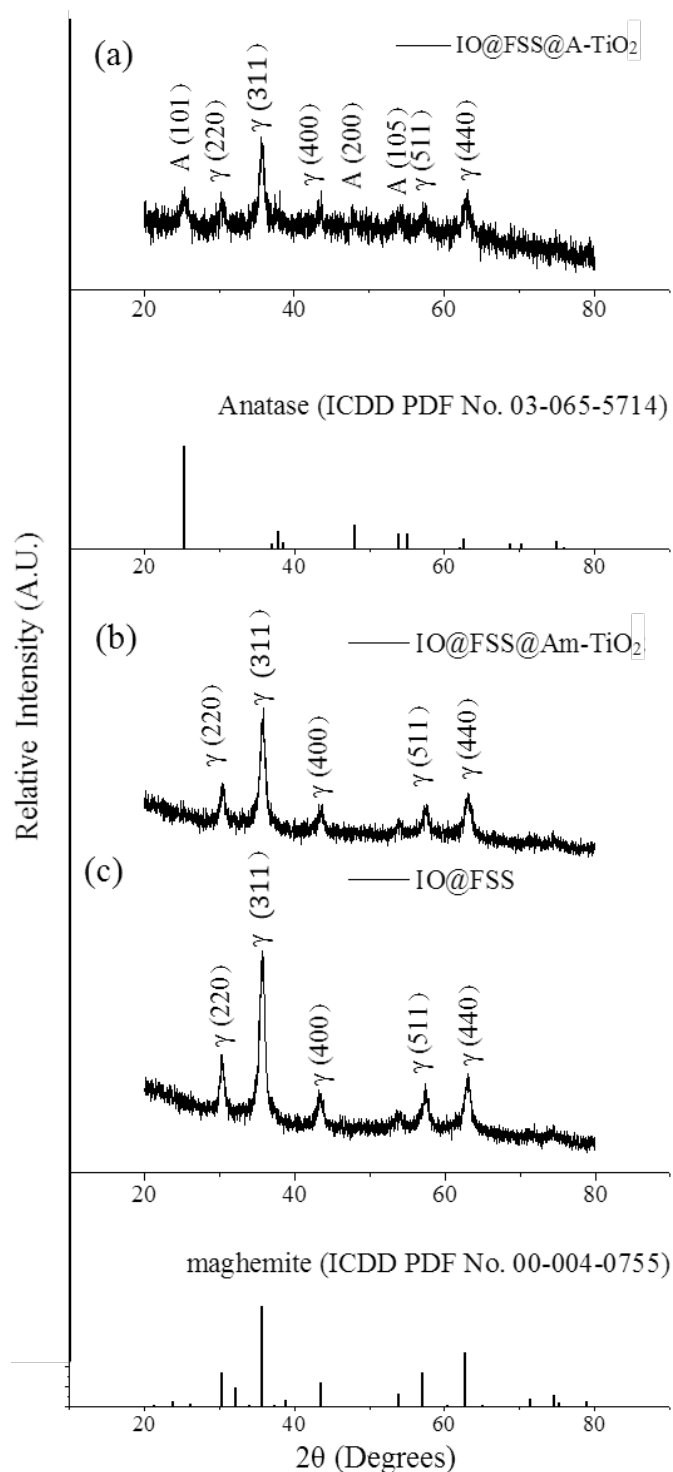 (a)
IO@FSS@A-TiO₂
A (101)
γ (220)
γ (311)
γ (400)
A (200)
A (105)
γ (511)
γ (440)
20 40 60 80
Anatase (ICDD PDF No. 03-065-5714)
20 40 60 80
Relative Intensity (A.U.)
(b)
IO@FSS@Am-TiO₂
γ (220)
γ (311)
γ (400)
γ (511)
γ (440)
(c)
IO@FSS
γ (220)
γ (311)
γ (400)
γ (511)
γ (440)
20 40 60 80
maghemite (ICDD PDF No. 00-004-0755)
20 40 60 80
2θ (Degrees)